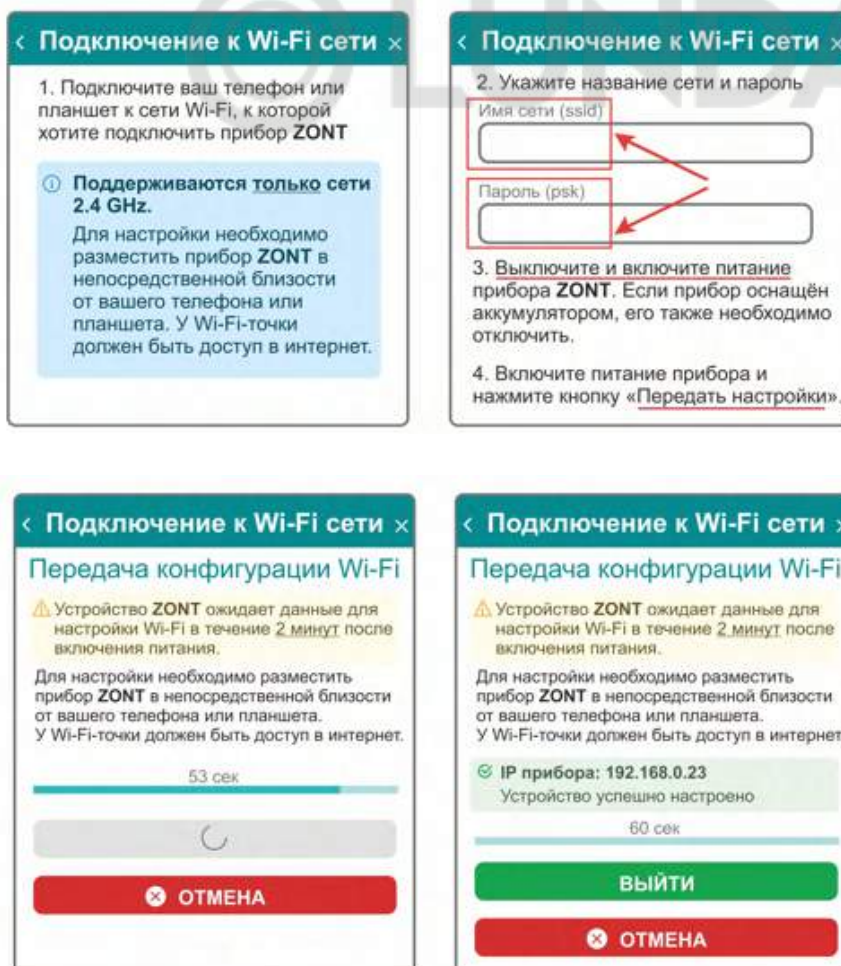 © LUNDA
Подключение к Wi-Fi сети
1. Подключите ваш телефон или
планшет к сети Wi-Fi, к которой
хотите подключить прибор ZONT
Поддерживаются только сети
2.4 GHz.
Для настройки необходимо
разместить прибор ZONT в
непосредственной близости
от вашего телефона или
планшета. У Wi-Fi-точки
должен быть доступ в интернет.
Подключение к Wi-Fi сети
2. Укажите название сети и пароль
Имя сети (ssid)
Пароль (psk)
3. Выключите и включите питание
прибора ZONT. Если прибор оснащён
аккумулятором, его также необходимо
отключить.
4. Включите питание прибора и
нажмите кнопку «Передать настройки».
Подключение к Wi-Fi сети
Передача конфигурации Wi-Fi
Устройство ZONT ожидает данные для
настройки Wi-Fi в течение 2 минут после
включения питания.
Для настройки необходимо разместить
прибор ZONT в непосредственной близости
от вашего телефона или планшета.
У Wi-Fi-точки должен быть доступ в интернет.
53 сек
ОТМЕНА
Подключение к Wi-Fi сети
Передача конфигурации Wi-Fi
Устройство ZONT ожидает данные для
настройки Wi-Fi в течение 2 минут после
включения питания.
Для настройки необходимо разместить
прибор ZONT в непосредственной близости
от вашего телефона или планшета.
У Wi-Fi-точки должен быть доступ в интернет
IP прибора: 192.168.0.23
Устройство успешно настроено
60 сек
ВЫЙТИ
ОТМЕНА